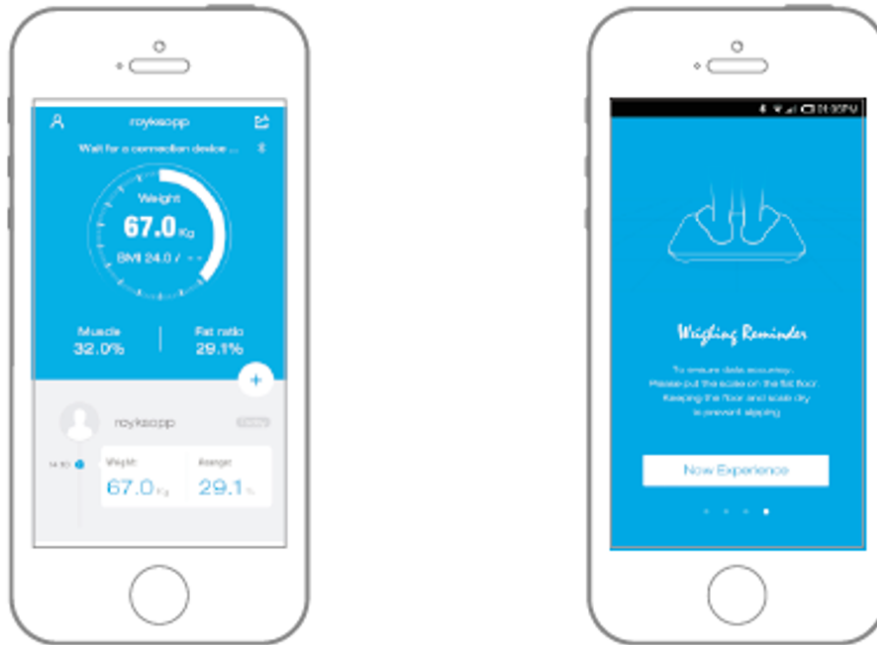 royksopp
Wait for a connection device ...
Weight
67.0 Kg
BMI 24.0 / - -
Muscle
32.0%
Fat ratio
29.1%
+
royksopp
Weight
67.0 Kg
29.1 %
Weighing Reminder
To ensure data accuracy.
Please put the scale on the flat floor
Keeping the floor and scale dry
is prevent slipping
Now Experience